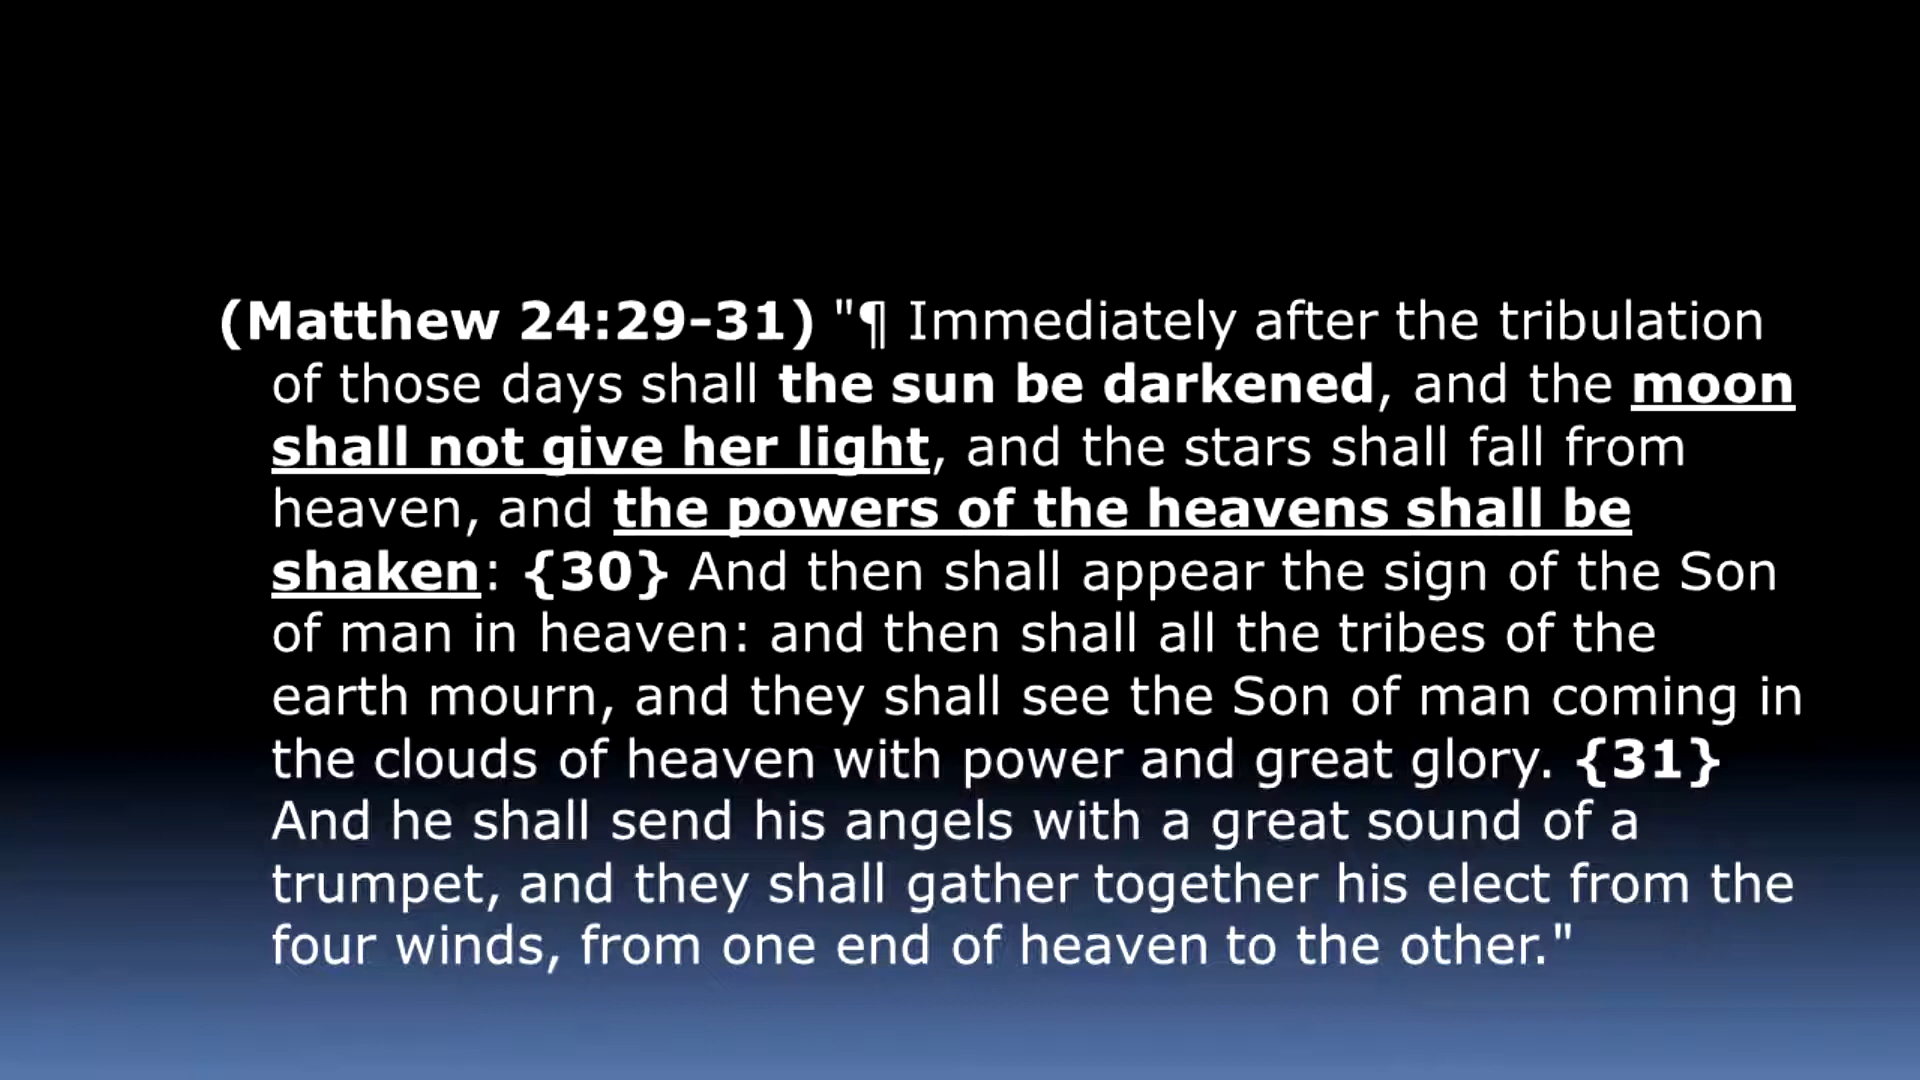 (Matthew 24:29-31) "¶ Immediately after the tribulation
of those days shall the sun be darkened, and the moon
shall not give her light, and the stars shall fall from
heaven, and the powers of the heavens shall be
shaken: {30} And then shall appear the sign of the Son
of man in heaven: and then shall all the tribes of the
earth mourn, and they shall see the Son of man coming in
the clouds of heaven with power and great glory. {31}
And he shall send his angels with a great sound of a
trumpet, and they shall gather together his elect from the
four winds, from one end of heaven to the other."